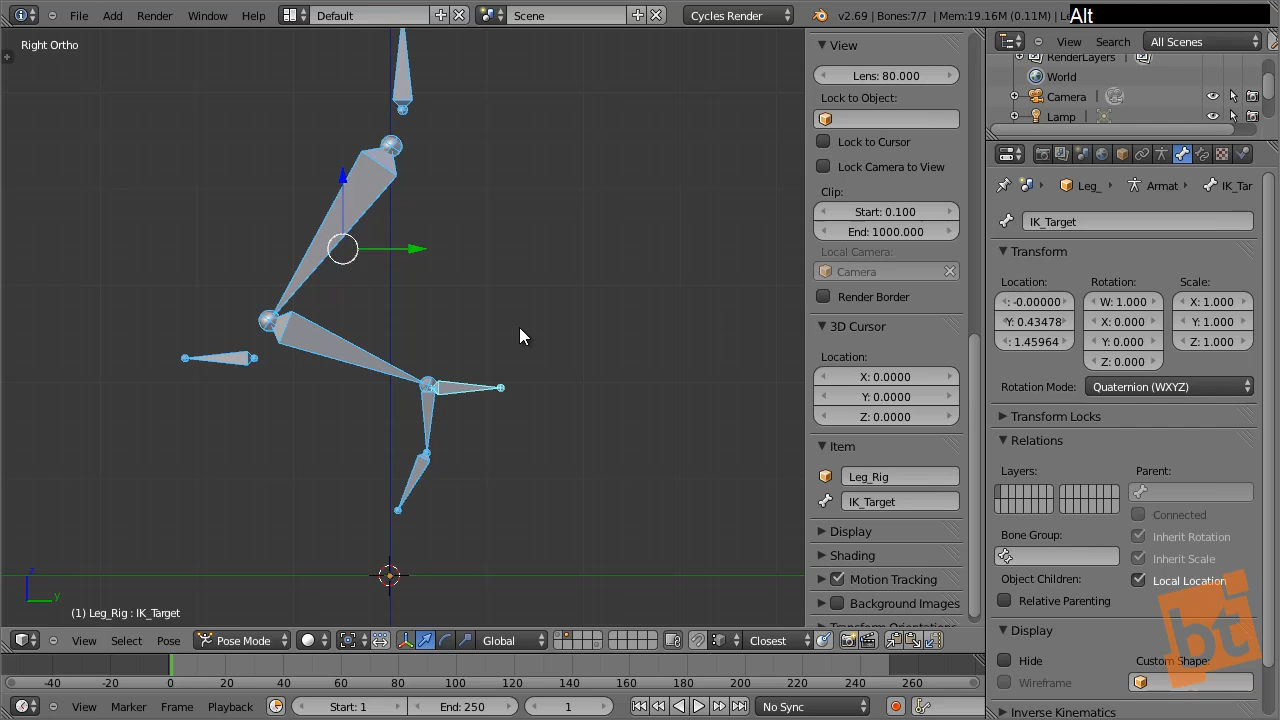 File Add Render Window Help Default Scene Cycles Render v2.69 | Bones:7/7 | Mem:19.16M (0.11M) | Le
Alt
Right Ortho
View
Lens: 80.000
Lock to Object:
Lock to Cursor
Lock Camera to View
Clip:
Start: 0.100
End: 1000.000
Local Camera:
Camera
Render Border
3D Cursor
Location:
X: 0.0000
Y: 0.0000
Z: 0.0000
Item
Leg_Rig
IK_Target
Display
Shading
Motion Tracking
Background Images
View Search All Scenes
RenderLayers
World
Camera
Lamp
Leg_ Armat IK_Tar
IK_Target
Transform
Location: Rotation: Scale:
: -0.00000 W: 1.000 X: 1.000
Y: 0.43478 X: 0.000 Y: 1.000
: 1.45964 Y: 0.000 Z: 1.000
Z: 0.000
Rotation Mode: Quaternion (WXYZ)
Transform Locks
Relations
Layers: Parent:
Connected
Bone Group: Inherit Rotation
Inherit Scale
Object Children: Local Location
Relative Parenting
Display
Hide Custom Shape:
Wireframe
Inverse Kinematics
bt
z
y
(1) Leg_Rig : IK_Target
View Select Pose Pose Mode Global Closest
-40 -20 0 20 40 60 80 100 120 140 160 180 200 220 240 260
View Marker Frame Playback Start: 1 End: 250 1 No Sync